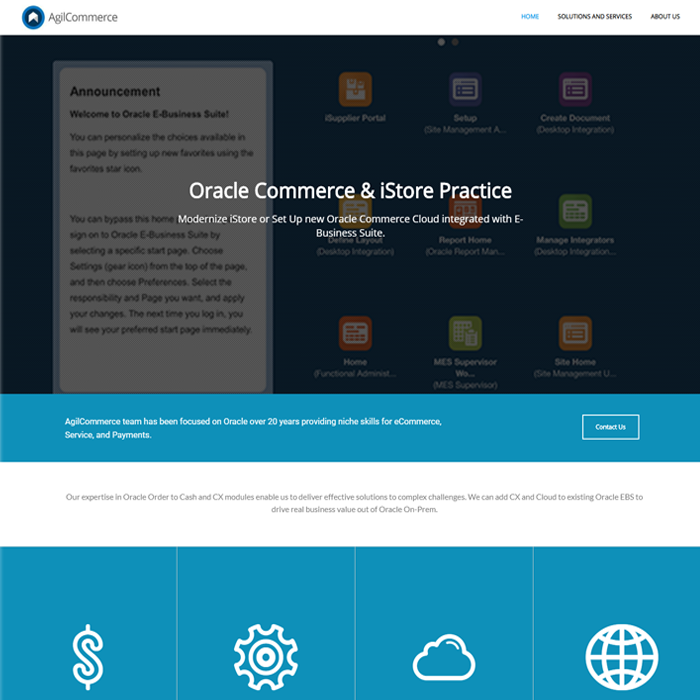 AgilCommerce
HOME
SOLUTIONS AND SERVICES
ABOUT US
Announcement
Welcome to Oracle E-Business Suite!
You can personalize the choices available in
this page by setting up new favorites using the
favorites star icon.
You can bypass this home
sign on to Oracle E-Business Suite by
selecting a specific start page. Choose
Settings (gear icon) from the top of the page,
and then choose Preferences. Select the
responsibility and Page you want, and apply
your changes. The next time you log in, you
will see your preferred start page immediately.
iSupplier Portal
Setup
(Site Management A...
Create Document
(Desktop Integration)
Oracle Commerce & iStore Practice
Modernize iStore or Set Up new Oracle Commerce Cloud integrated with E-
Business Suite.
Define Layout
(Desktop Integration)
Report Home
(Oracle Report Man...
Manage Integrators
(Desktop Integration...
Home
(Functional Administ...
MES Supervisor
Wo...
(MES Supervisor)
Site Home
(Site Management U...
AgilCommerce team has been focused on Oracle over 20 years providing niche skills for eCommerce,
Service, and Payments.
Contact Us
Our expertise in Oracle Order to Cash and CX modules enable us to deliver effective solutions to complex challenges. We can add CX and Cloud to existing Oracle EBS to
drive real business value out of Oracle On-Prem.